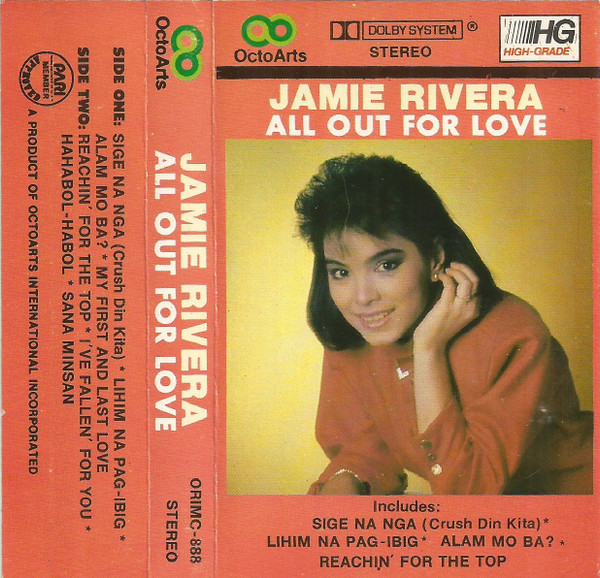 SIDE ONE: SIGE NA NGA (Crush Din Kita) * LIHIM NA PAG-IBIG *
ALAM MO BA? * MY FIRST AND LAST LOVE
SIDE TWO: REACHIN' FOR THE TOP * I'VE FALLEN' FOR YOU *
HAHABOL-HABOL * SANA MINSAN
PARI
MEMBER
A PRODUCT OF OCTOARTS INTERNATIONAL INCORPORATED
OctoArts
JAMIE RIVERA
ALL OUT FOR LOVE
ORIMC-888
STEREO
OctoArts
DOLBY SYSTEM ®
STEREO
HG
HIGH-GRADE
JAMIE RIVERA
ALL OUT FOR LOVE
Includes:
SIGE NA NGA (Crush Din Kita)*
LIHIM NA PAG-IBIG* ALAM MO BA? *
REACHIN' FOR THE TOP